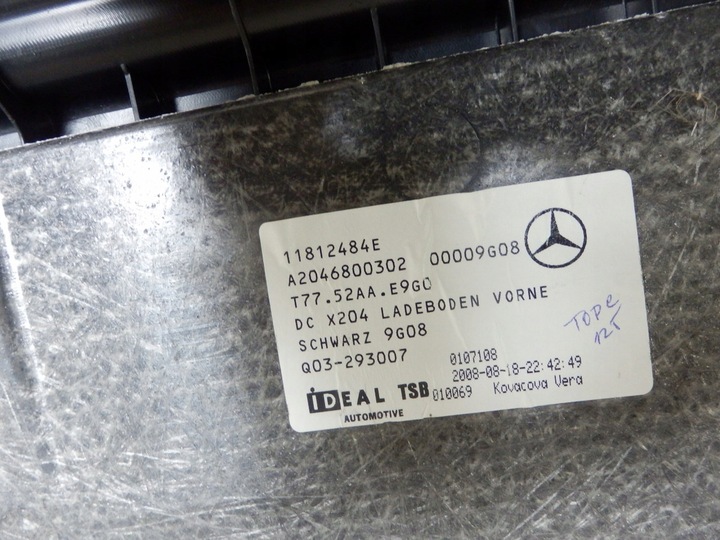 11812484E
A2046800302 00009G08
T77.52AA.E9G0
DC X204 LADEBODEN VORNE
SCHWARZ 9G08
Q03-293007
0107108
2008-08-18-22:42:49
010069 Kovacova Vera
IDEAL TSB
AUTOMOTIVE